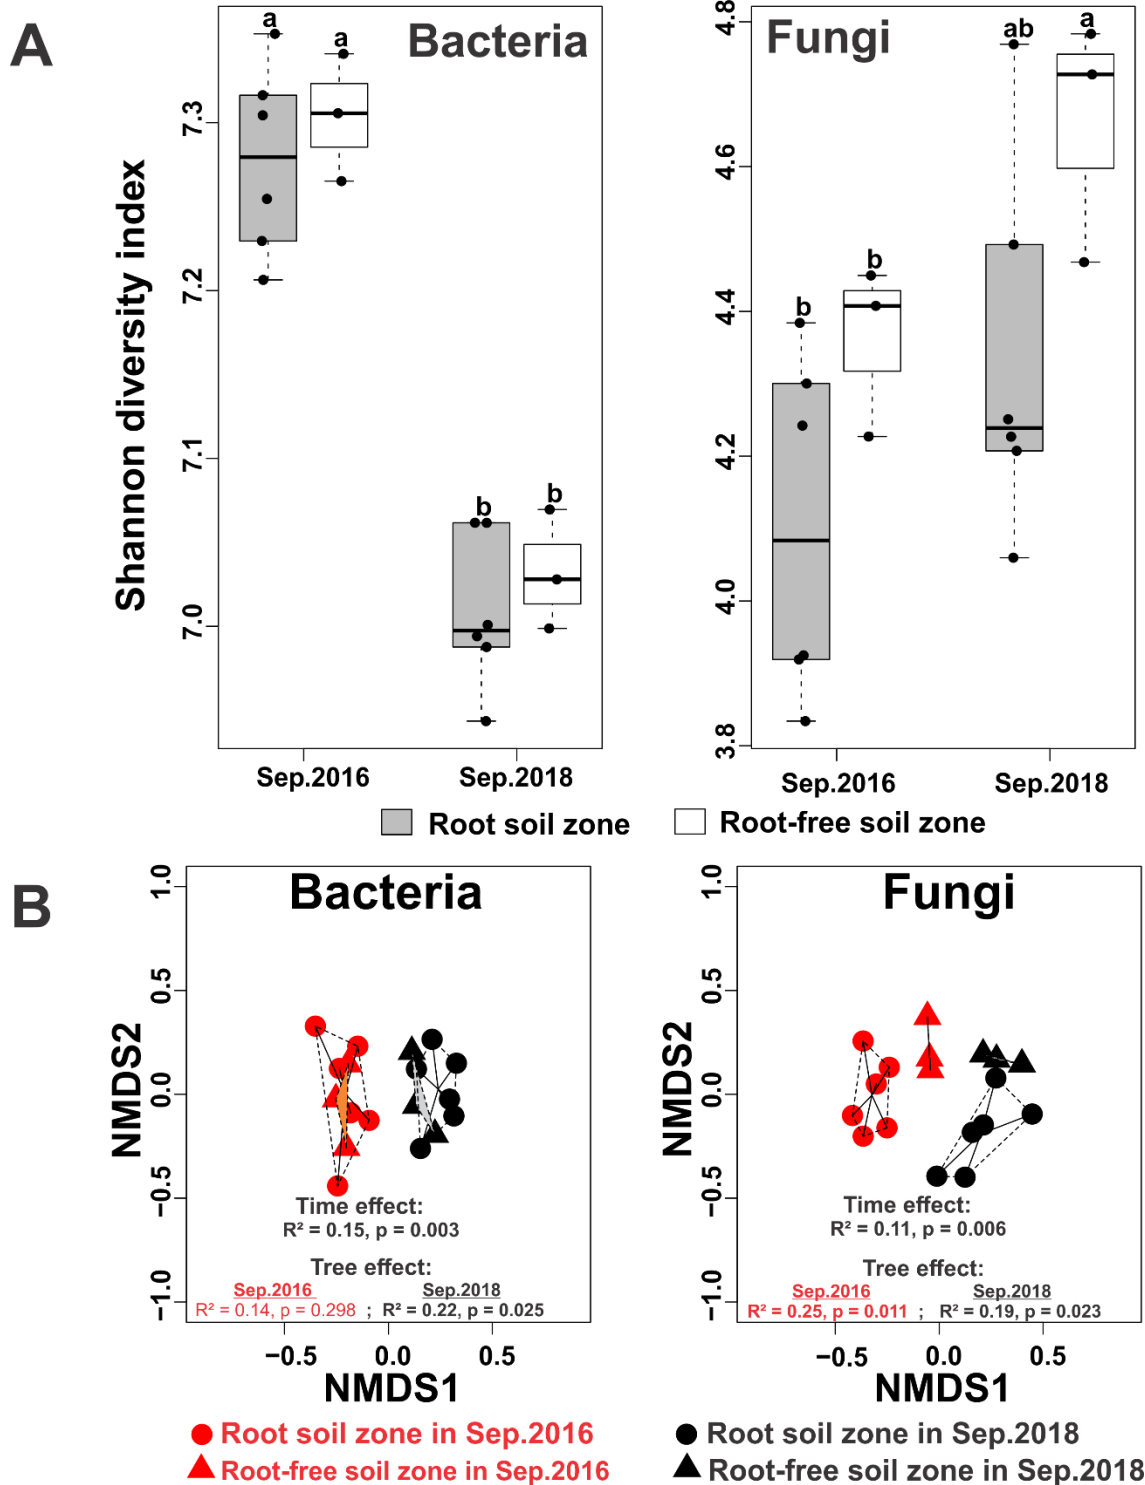 A
Bacteria
Fungi
a
a
b
b
b
b
ab
a
Shannon diversity index
7.3
7.2
7.1
7.0
4.8
4.6
4.4
4.2
4.0
3.8
Sep.2016
Sep.2018
Sep.2016
Sep.2018
Root soil zone
Root-free soil zone
B
Bacteria
NMDS2
1.0
0.5
0.0
−0.5
−1.0
Time effect:
R² = 0.15, p = 0.003
Tree effect:
Sep.2016
Sep.2018
R² = 0.14, p = 0.298 ; R² = 0.22, p = 0.025
−0.5
0.0
0.5
NMDS1
Fungi
NMDS2
1.0
0.5
0.0
−0.5
−1.0
Time effect:
R² = 0.11, p = 0.006
Tree effect:
Sep.2016
Sep.2018
R² = 0.25, p = 0.011 ; R² = 0.19, p = 0.023
−0.5
0.0
0.5
NMDS1
Root soil zone in Sep.2016
Root-free soil zone in Sep.2016
Root soil zone in Sep.2018
Root-free soil zone in Sep.2018